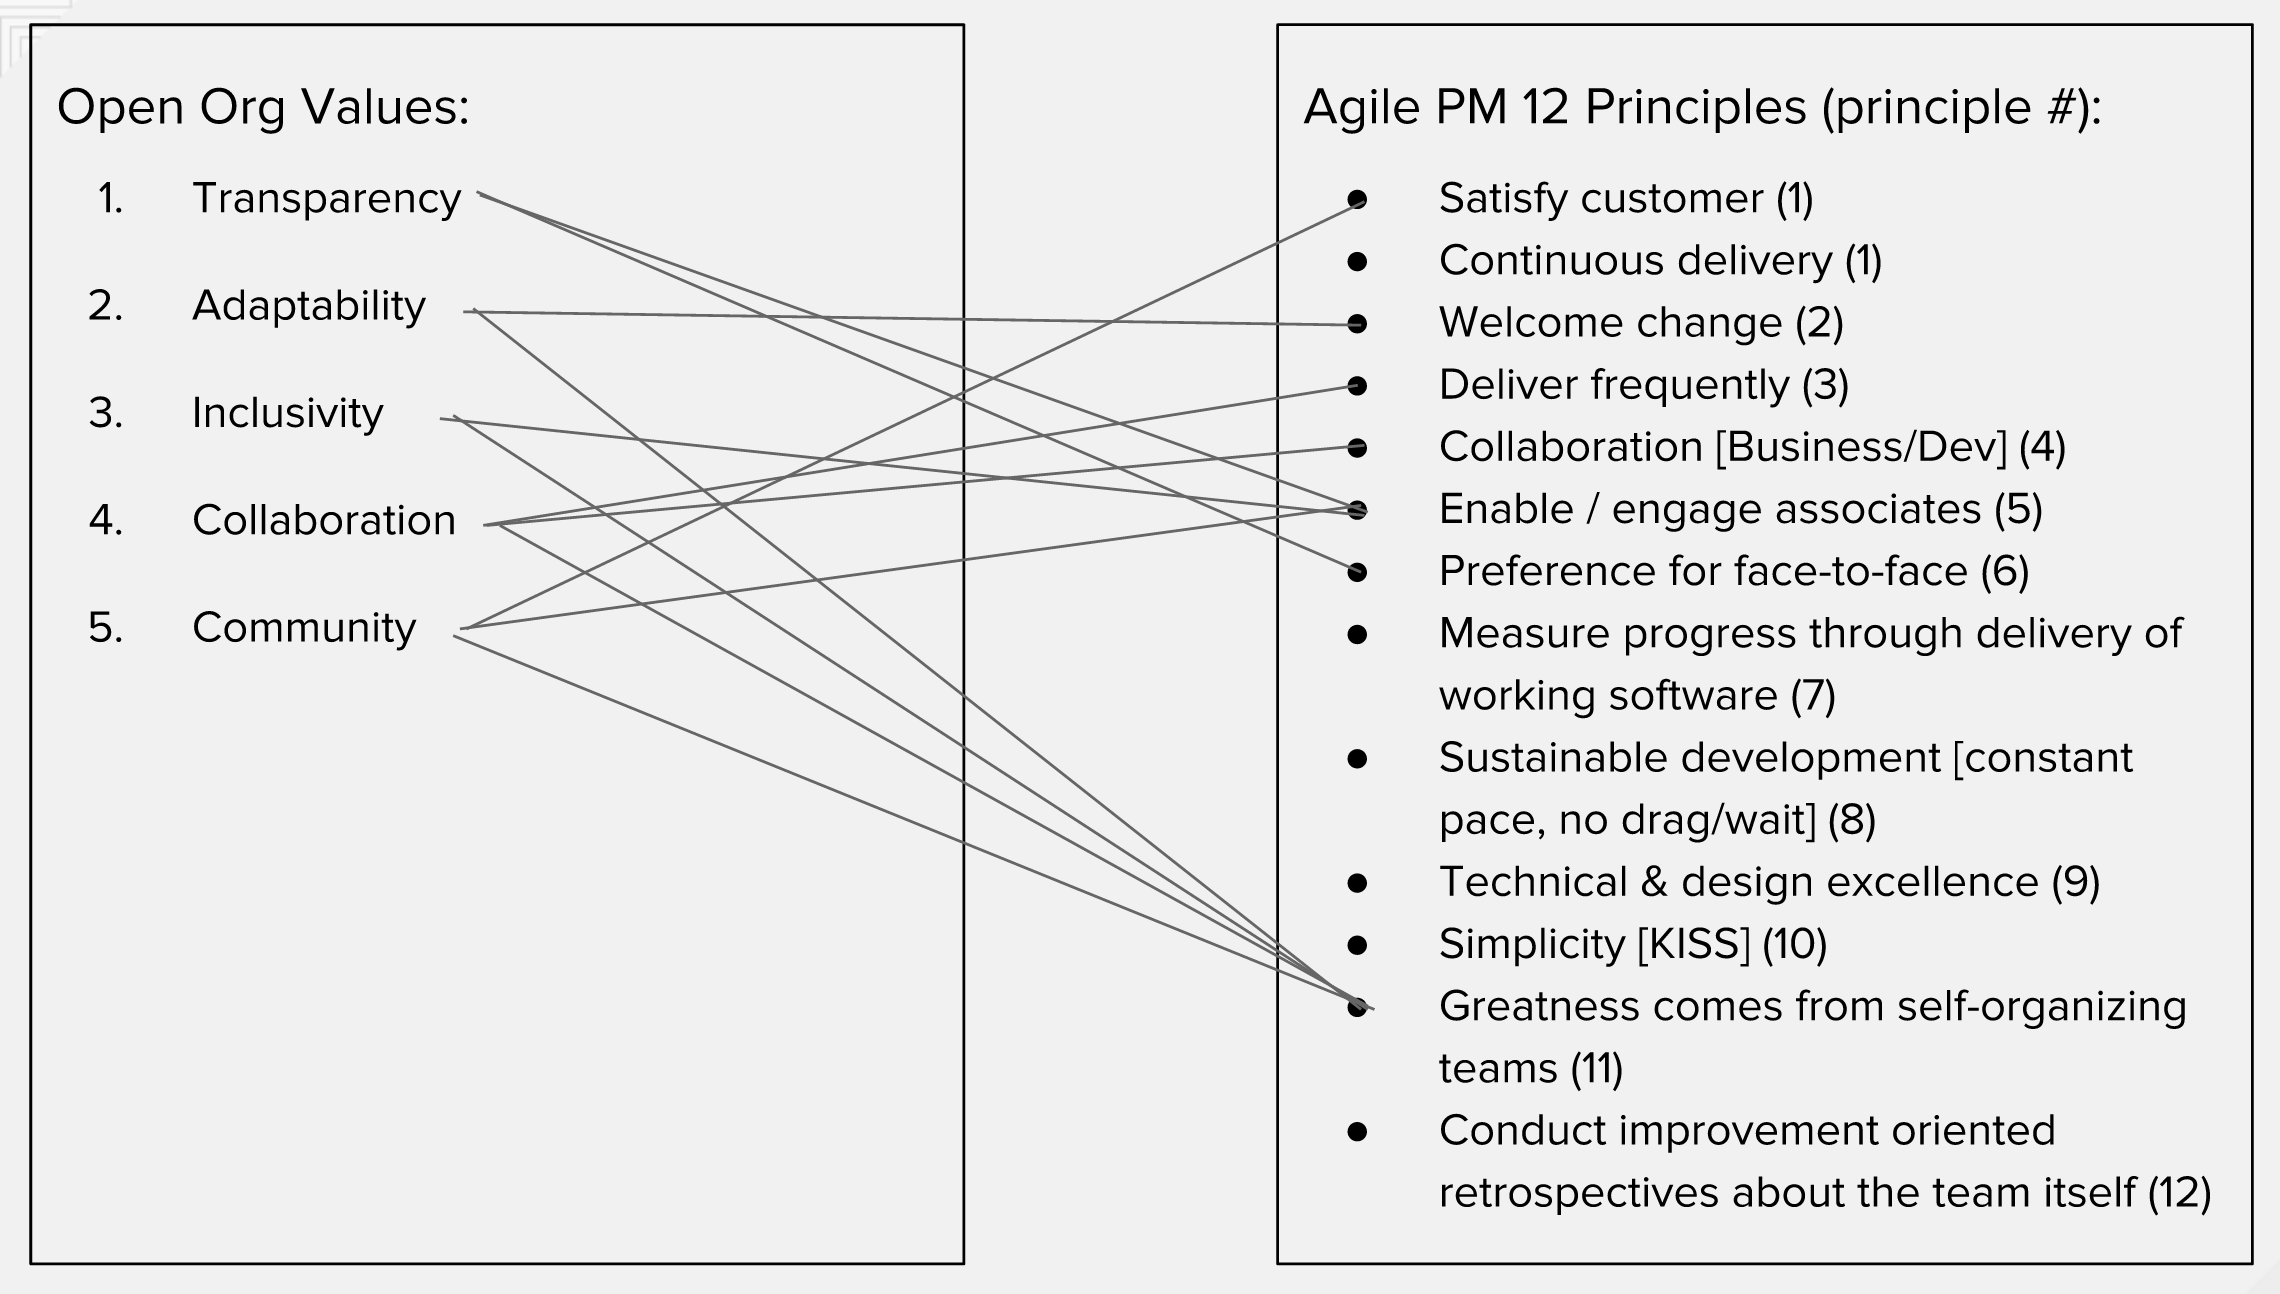 Open Org Values:
1. Transparency
2. Adaptability
3. Inclusivity
4. Collaboration
5. Community
Agile PM 12 Principles (principle #):
● Satisfy customer (1)
● Continuous delivery (1)
● Welcome change (2)
● Deliver frequently (3)
● Collaboration [Business/Dev] (4)
● Enable / engage associates (5)
● Preference for face-to-face (6)
● Measure progress through delivery of
working software (7)
● Sustainable development [constant
pace, no drag/wait] (8)
● Technical & design excellence (9)
● Simplicity [KISS] (10)
● Greatness comes from self-organizing
teams (11)
● Conduct improvement oriented
retrospectives about the team itself (12)